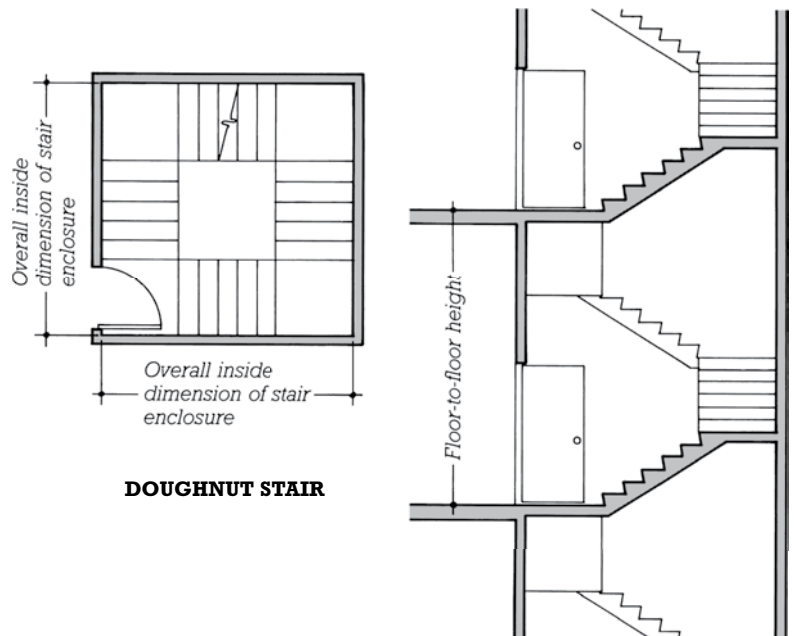 Overall inside
dimension of stair
enclosure
Overall inside
dimension of stair
enclosure
DOUGHNUT STAIR
Floor-to-floor height